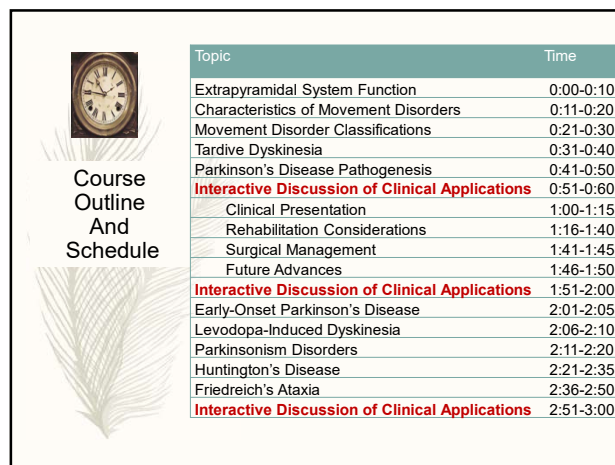 Course
Outline
And
Schedule
Topic Time
Extrapyramidal System Function 0:00-0:10
Characteristics of Movement Disorders 0:11-0:20
Movement Disorder Classifications 0:21-0:30
Tardive Dyskinesia 0:31-0:40
Parkinson's Disease Pathogenesis 0:41-0:50
Interactive Discussion of Clinical Applications 0:51-0:60
Clinical Presentation 1:00-1:15
Rehabilitation Considerations 1:16-1:40
Surgical Management 1:41-1:45
Future Advances 1:46-1:50
Interactive Discussion of Clinical Applications 1:51-2:00
Early-Onset Parkinson's Disease 2:01-2:05
Levodopa-Induced Dyskinesia 2:06-2:10
Parkinsonism Disorders 2:11-2:20
Huntington's Disease 2:21-2:35
Friedreich's Ataxia 2:36-2:50
Interactive Discussion of Clinical Applications 2:51-3:00